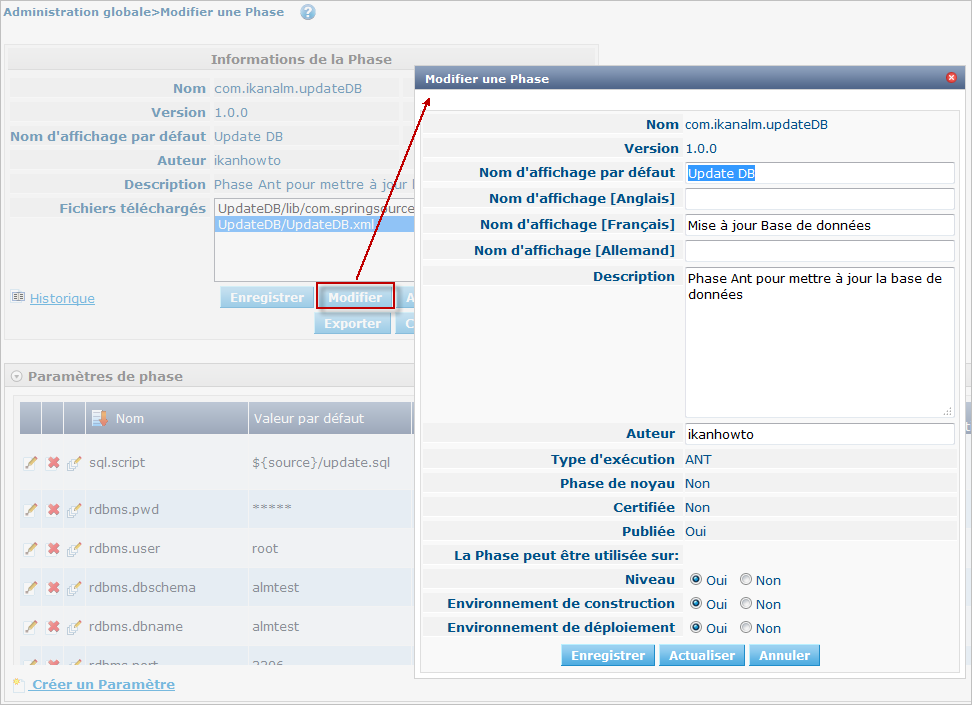 Administration globale>Modifier une Phase
Informations de la Phase
Nom com.ikanalm.updateDB
Version 1.0.0
Nom d'affichage par défaut Update DB
Auteur ikanhowto
Description Phase Ant pour mettre à jour
Fichiers téléchargés UpdateDB/lib/com.springsource
UpdateDB/UpdateDB.xml
Historique
Enregistrer Modifier
Exporter
Paramètres de phase
Nom Valeur par défaut
sql.script ${source}/update.sql
rdbms.pwd *****
rdbms.user root
rdbms.dbschema almtest
rdbms.dbname almtest
rdbms.port 3306
Créer un Paramètre
Modifier une Phase
Nom com.ikanalm.updateDB
Version 1.0.0
Nom d'affichage par défaut Update DB
Nom d'affichage [Anglais]
Nom d'affichage [Français] Mise à jour Base de données
Nom d'affichage [Allemand]
Description Phase Ant pour mettre à jour la base de
données
Auteur ikanhowto
Type d'exécution ANT
Phase de noyau Non
Certifiée Non
Publiée Oui
La Phase peut être utilisée sur:
Niveau Oui Non
Environnement de construction Oui Non
Environnement de déploiement Oui Non
Enregistrer Actualiser Annuler